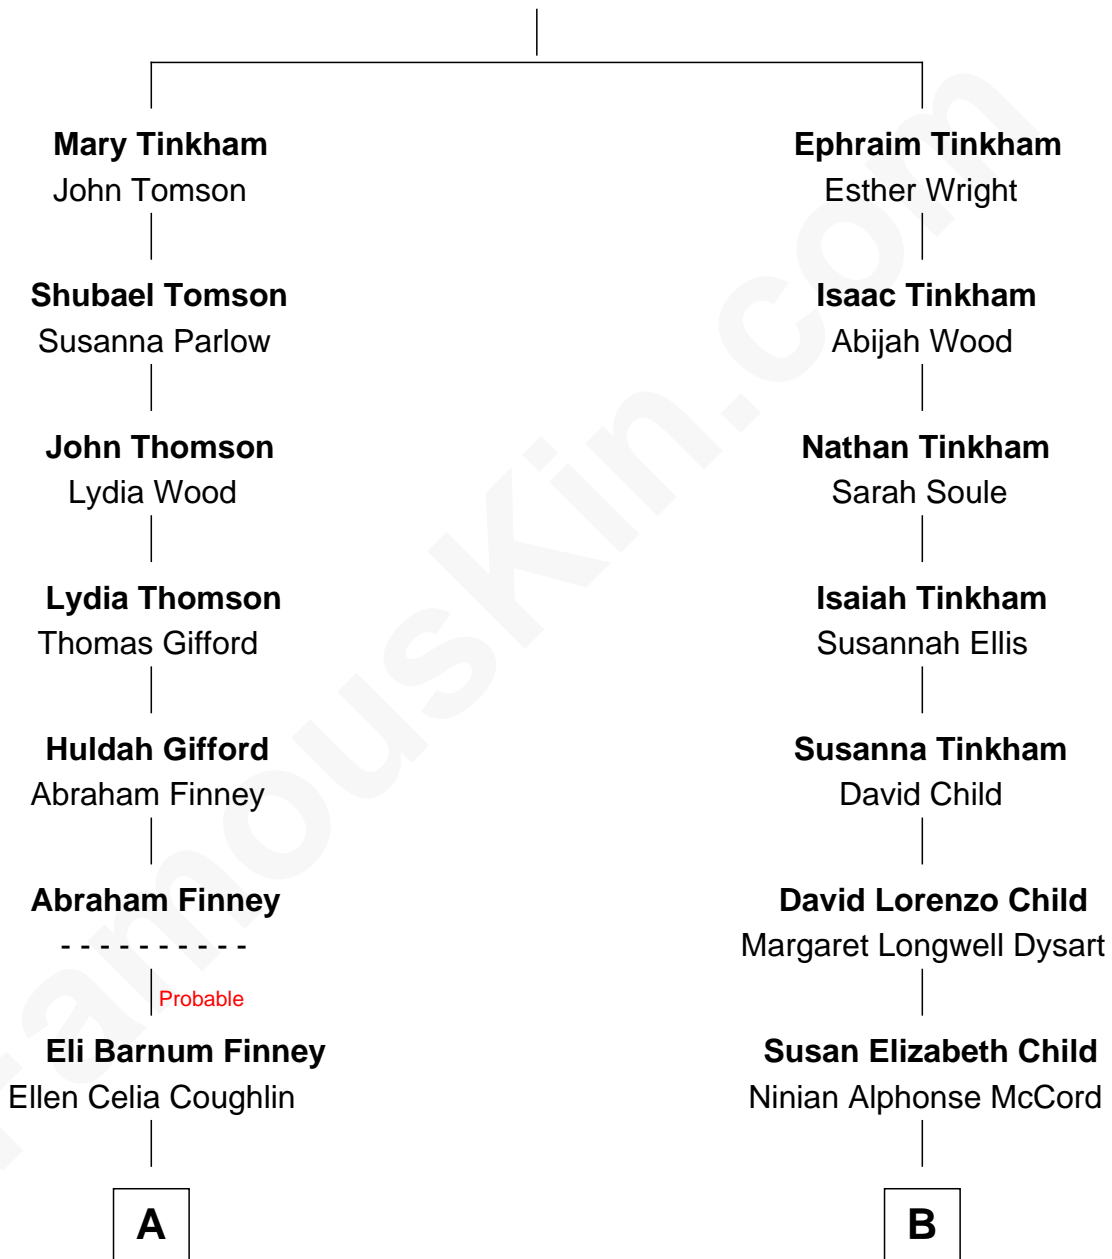 Mary Tinkham
John Tomson
Shubael Tomson
Susanna Parlow
John Thomson
Lydia Wood
Lydia Thomson
Thomas Gifford
Huldah Gifford
Abraham Finney
Abraham Finney
- - - - - - - - - -
Probable
Eli Barnum Finney
Ellen Celia Coughlin
A
Ephraim Tinkham
Esther Wright
Isaac Tinkham
Abijah Wood
Nathan Tinkham
Sarah Soule
Isaiah Tinkham
Susannah Ellis
Susanna Tinkham
David Child
David Lorenzo Child
Margaret Longwell Dysart
Susan Elizabeth Child
Ninian Alphonse McCord
B
FamousKin.com